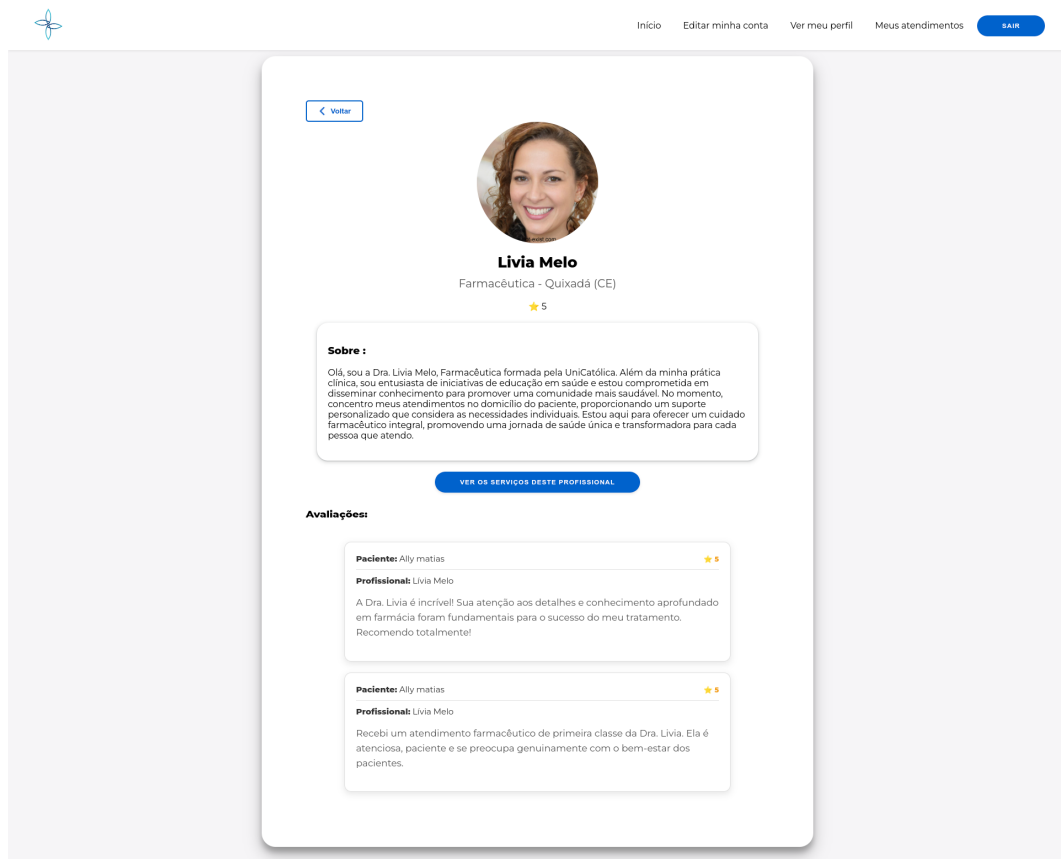 Início Editar minha conta Ver meu perfil Meus atendimentos SAIR
Voltar
Livia Melo
Farmacêutica - Quixadá (CE)
5
Sobre :
Olá, sou a Dra. Livia Melo, Farmacêutica formada pela UniCatólica. Além da minha prática
clínica, sou entusiasta de iniciativas de educação em saúde e estou comprometida em
disseminar conhecimento para promover uma comunidade mais saudável. No momento,
concentro meus atendimentos no domicílio do paciente, proporcionando um suporte
personalizado que considera as necessidades individuais. Estou aqui para oferecer um cuidado
farmacêutico integral, promovendo uma jornada de saúde única e transformadora para cada
pessoa que atendo.
VER OS SERVIÇOS DESTE PROFISSIONAL
Avaliações:
Paciente: Ally matias 5
Profissional: Lívia Melo
A Dra. Livia é incrível! Sua atenção aos detalhes e conhecimento aprofundado
em farmácia foram fundamentais para o sucesso do meu tratamento.
Recomendo totalmente!
Paciente: Ally matias 5
Profissional: Lívia Melo
Recebi um atendimento farmacêutico de primeira classe da Dra. Livia. Ela é
atenciosa, paciente e se preocupa genuinamente com o bem-estar dos
pacientes.